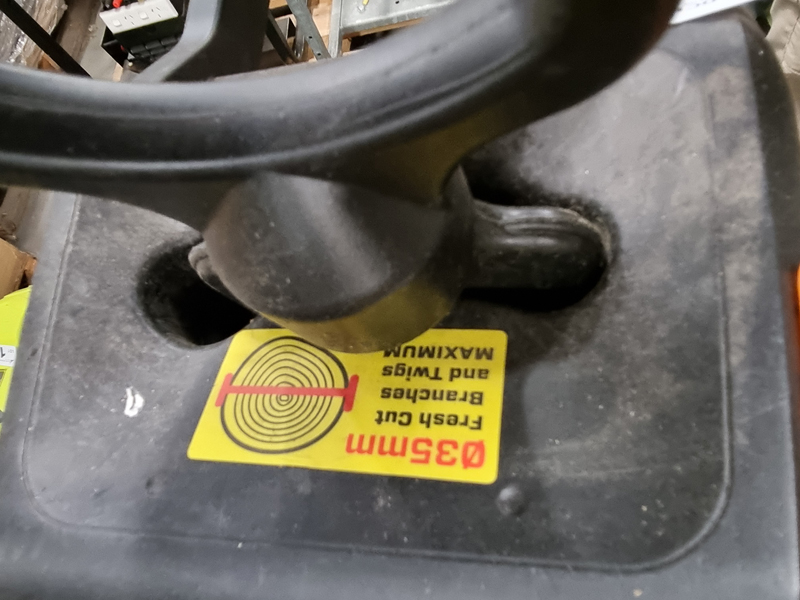 Ø35mm
Fresh Cut
Branches
and Twigs
MAXIMUM